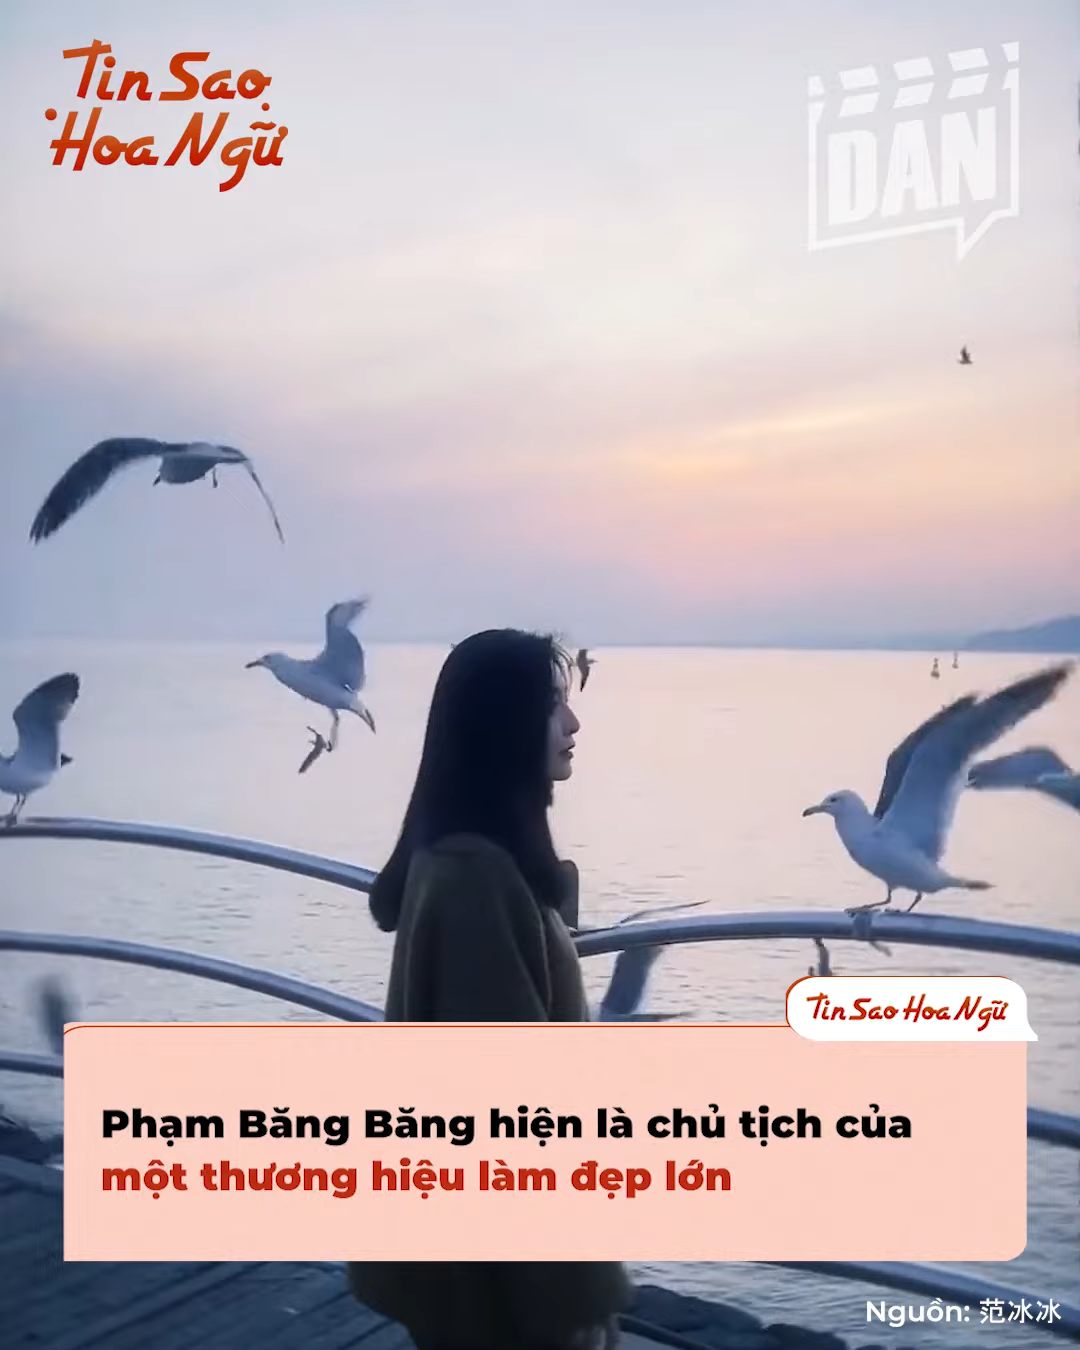 Tin Sao
Hoa Ngữ
DAN
Tin Sao Hoa Ngữ
Phạm Băng Băng hiện là chủ tịch của
một thương hiệu làm đẹp lớn
Nguồn: 范冰冰